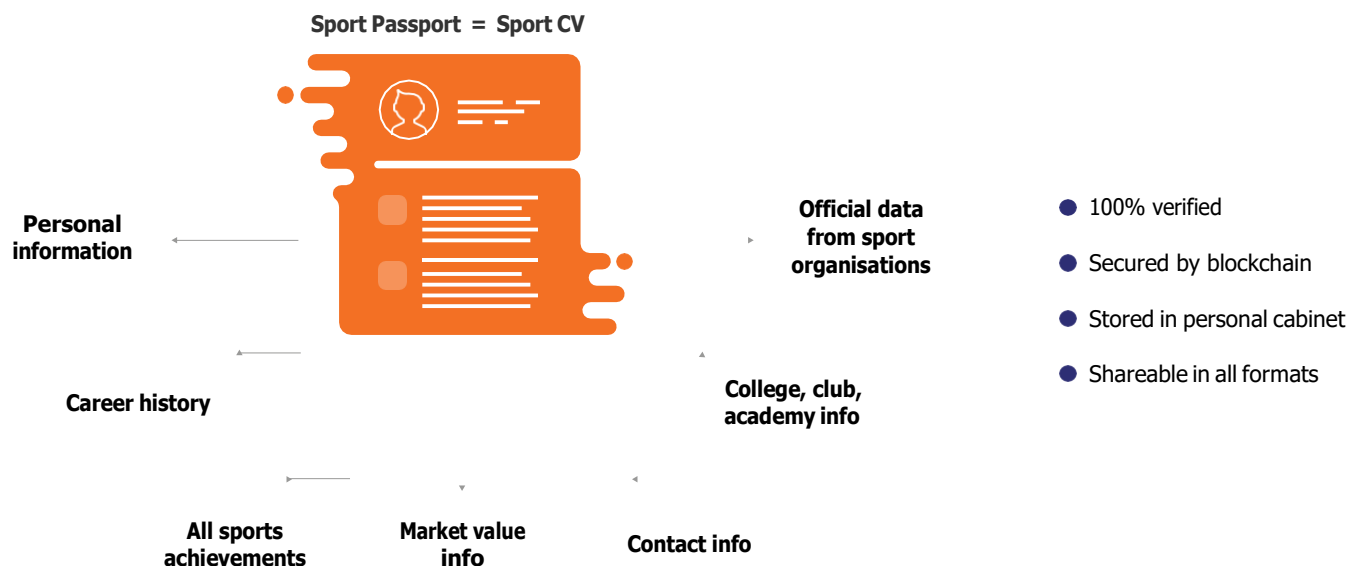 Sport Passport = Sport CV
Personal
information
Official data
from sport
organisations
100% verified
Secured by blockchain
Stored in personal cabinet
Shareable in all formats
Career history
College, club,
academy info
All sports
achievements
Market value
info
Contact info